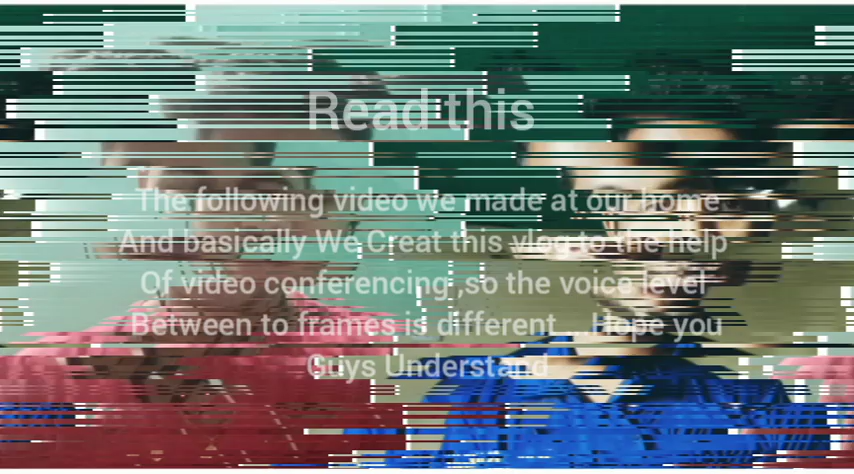 Read this
The following video we made at our home
And basically We Creat this vlog to the help
Of video conferencing ,so the voice level
Between to frames is different .... Hope you
Guys Understand